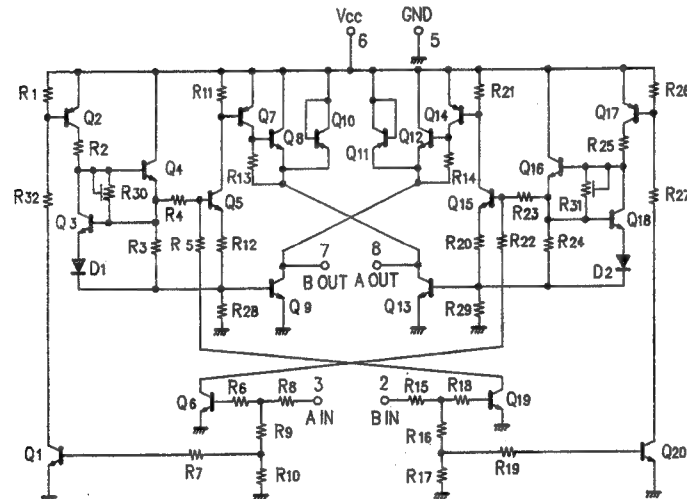 Vcc GND
6 5
R1 R11 R21 R26
Q2 Q7 Q10 Q14 Q17
Q8 Q12
R2 Q4 Q11 Q16 R25
R13 R14
R30 R31
R32 R4 Q5 Q15 R23 R27
Q3 Q18
R3 R5 R12 R20 R22 R24
7 8
D1 B OUT A OUT D2
R28 Q9 Q13 R29
3 2
Q6 R6 R8 R15 R18 Q19
A IN B IN
R9 R16
Q1 R7 R19 Q20
R10 R17